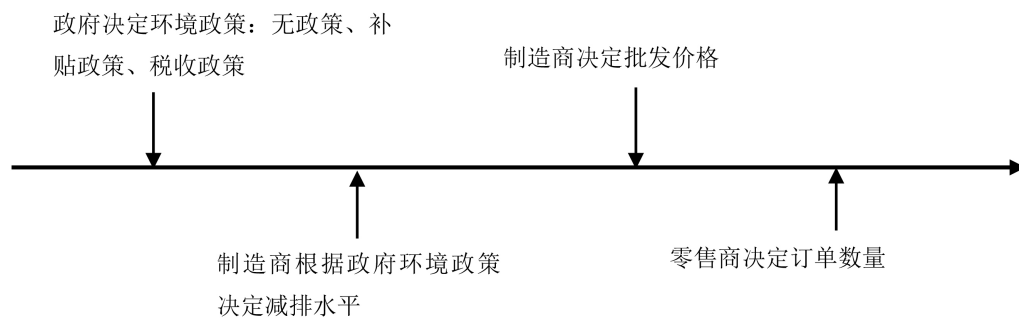 政府决定环境政策：无政策、补
贴政策、税收政策
制造商决定批发价格
制造商根据政府环境政策
决定减排水平
零售商决定订单数量